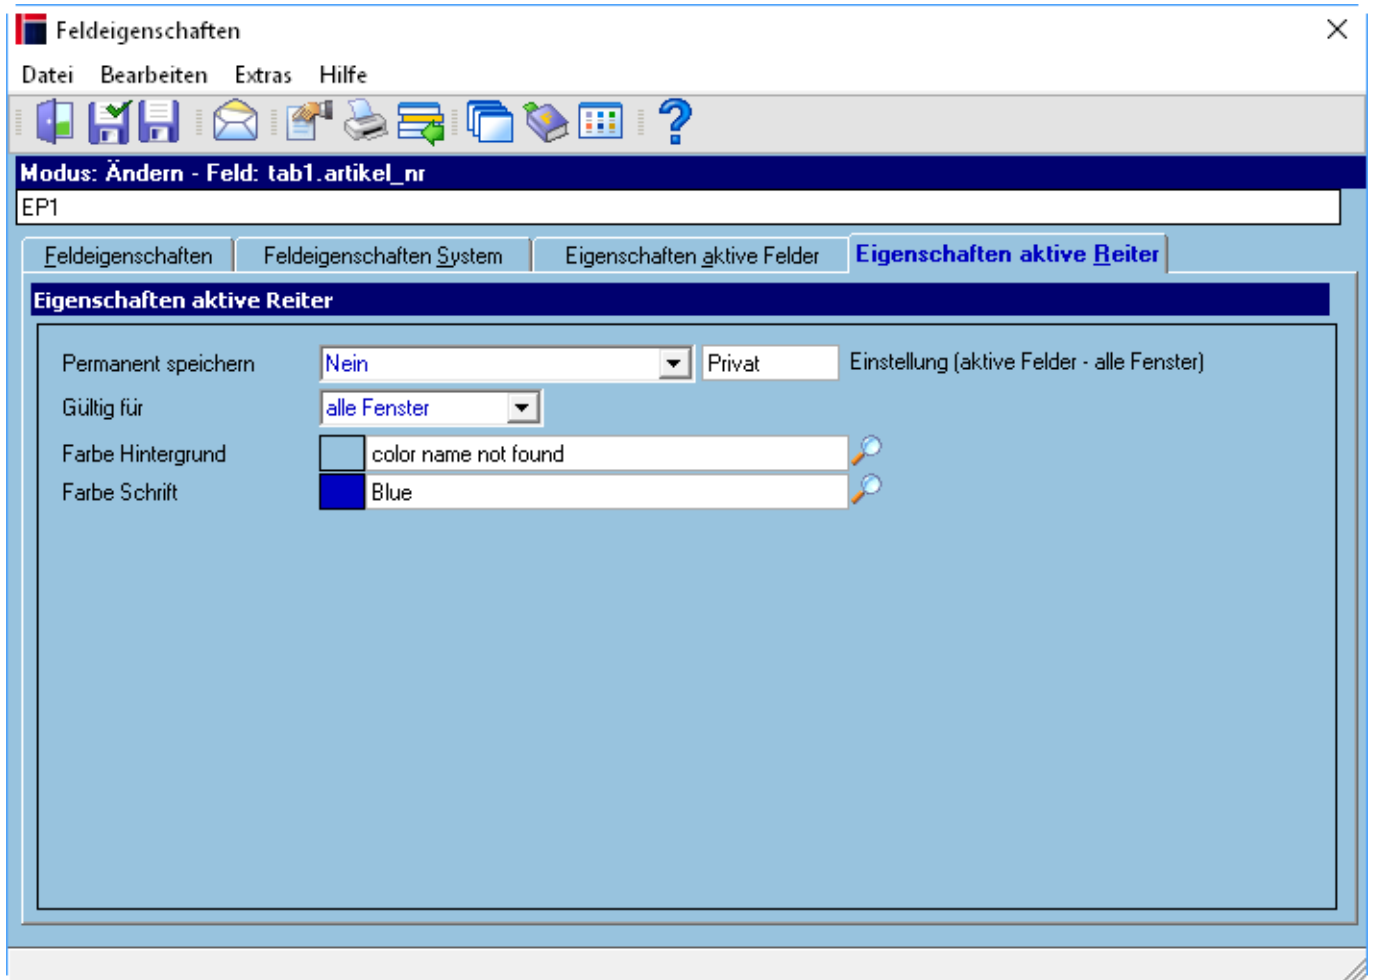 Feldeigenschaften
Datei Bearbeiten Extras Hilfe
Modus: Ändern - Feld: tab1.artikel_nr
EP1
Feldeigenschaften Feldeigenschaften System Eigenschaften aktive Felder Eigenschaften aktive Reiter
Eigenschaften aktive Reiter
Permanent speichern Nein Privat Einstellung (aktive Felder - alle Fenster)
Gültig für alle Fenster
Farbe Hintergrund color name not found
Farbe Schrift Blue